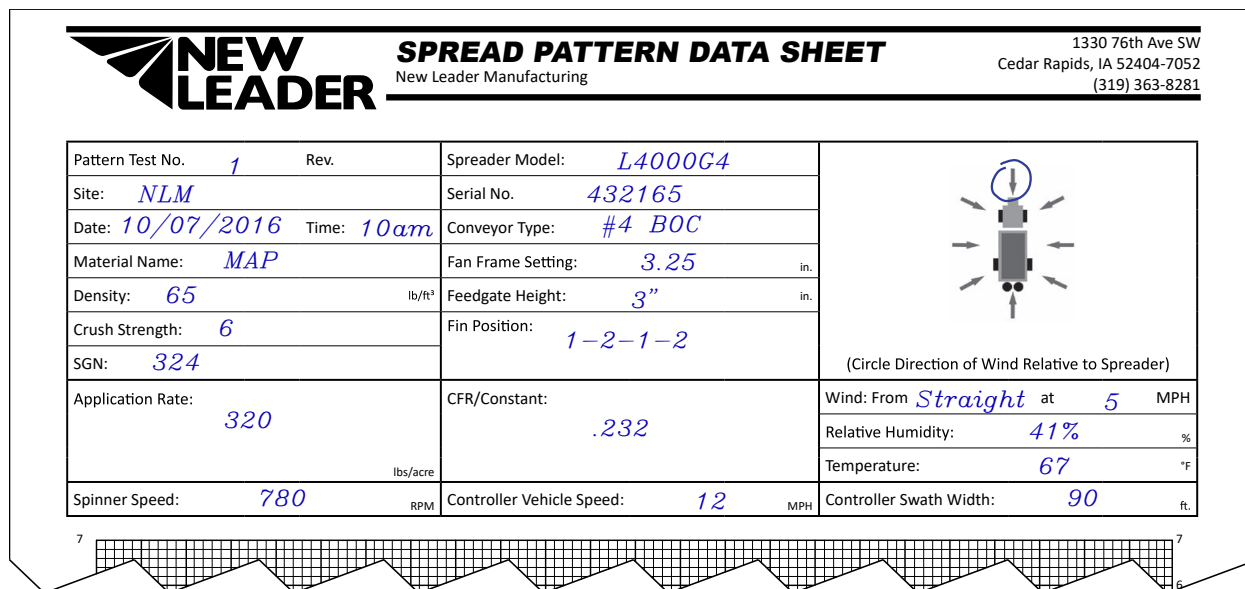 NEW LEADER
SPREAD PATTERN DATA SHEET
New Leader Manufacturing
1330 76th Ave SW
Cedar Rapids, IA 52404-7052
(319) 363-8281
Pattern Test No. 1 Rev.
Spreader Model: L4000G4
Site: NLM
Serial No. 432165
Date: 10/07/2016 Time: 10am
Conveyor Type: #4 BOC
Material Name: MAP
Fan Frame Setting: 3.25 in.
Density: 65 lb/ft³
Feedgate Height: 3” in.
Crush Strength: 6
Fin Position: 1-2-1-2
SGN: 324
(Circle Direction of Wind Relative to Spreader)
Application Rate: 320 lbs/acre
CFR/Constant: .232
Wind: From Straight at 5 MPH
Relative Humidity: 41% %
Temperature: 67 °F
Spinner Speed: 780 RPM
Controller Vehicle Speed: 12 MPH
Controller Swath Width: 90 ft.
7 7
6